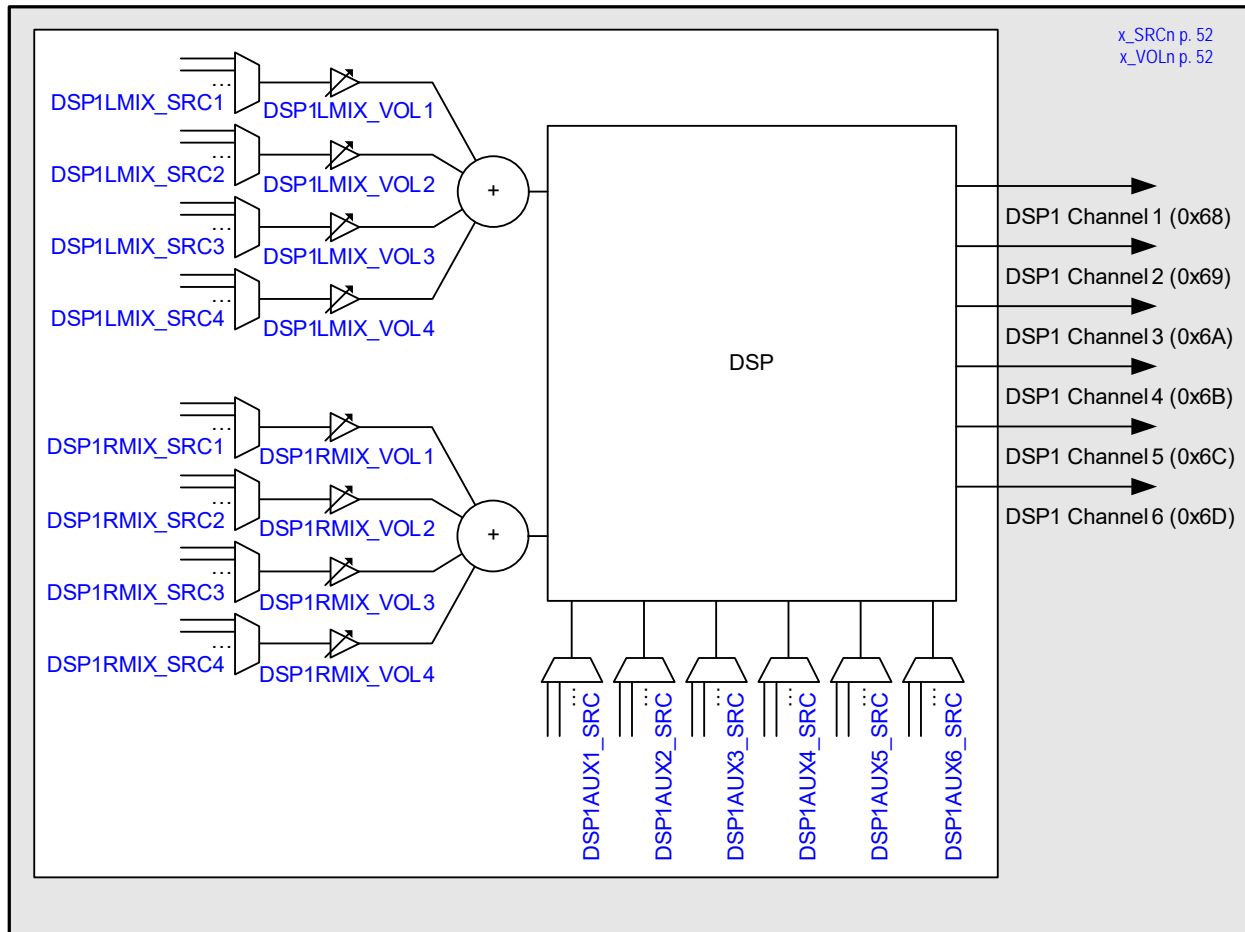 x_SRCn p. 52
x_VOLn p. 52
DSP1LMIX_SRC1
...
DSP1LMIX_VOL1
DSP1LMIX_SRC2
...
DSP1LMIX_VOL2
DSP1LMIX_SRC3
...
DSP1LMIX_VOL3
DSP1LMIX_SRC4
...
DSP1LMIX_VOL4
+
DSP1RMIX_SRC1
...
DSP1RMIX_VOL1
DSP1RMIX_SRC2
...
DSP1RMIX_VOL2
DSP1RMIX_SRC3
...
DSP1RMIX_VOL3
DSP1RMIX_SRC4
...
DSP1RMIX_VOL4
+
DSP
DSP1 Channel 1 (0x68)
DSP1 Channel 2 (0x69)
DSP1 Channel 3 (0x6A)
DSP1 Channel 4 (0x6B)
DSP1 Channel 5 (0x6C)
DSP1 Channel 6 (0x6D)
...
DSP1AUX1_SRC
...
DSP1AUX2_SRC
...
DSP1AUX3_SRC
...
DSP1AUX4_SRC
...
DSP1AUX5_SRC
...
DSP1AUX6_SRC